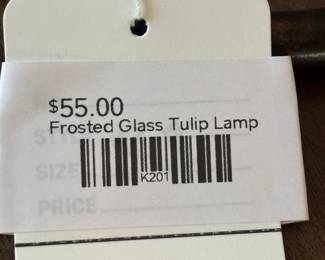 $55.00
Frosted Glass Tulip Lamp
K201
SIZE
PRICE